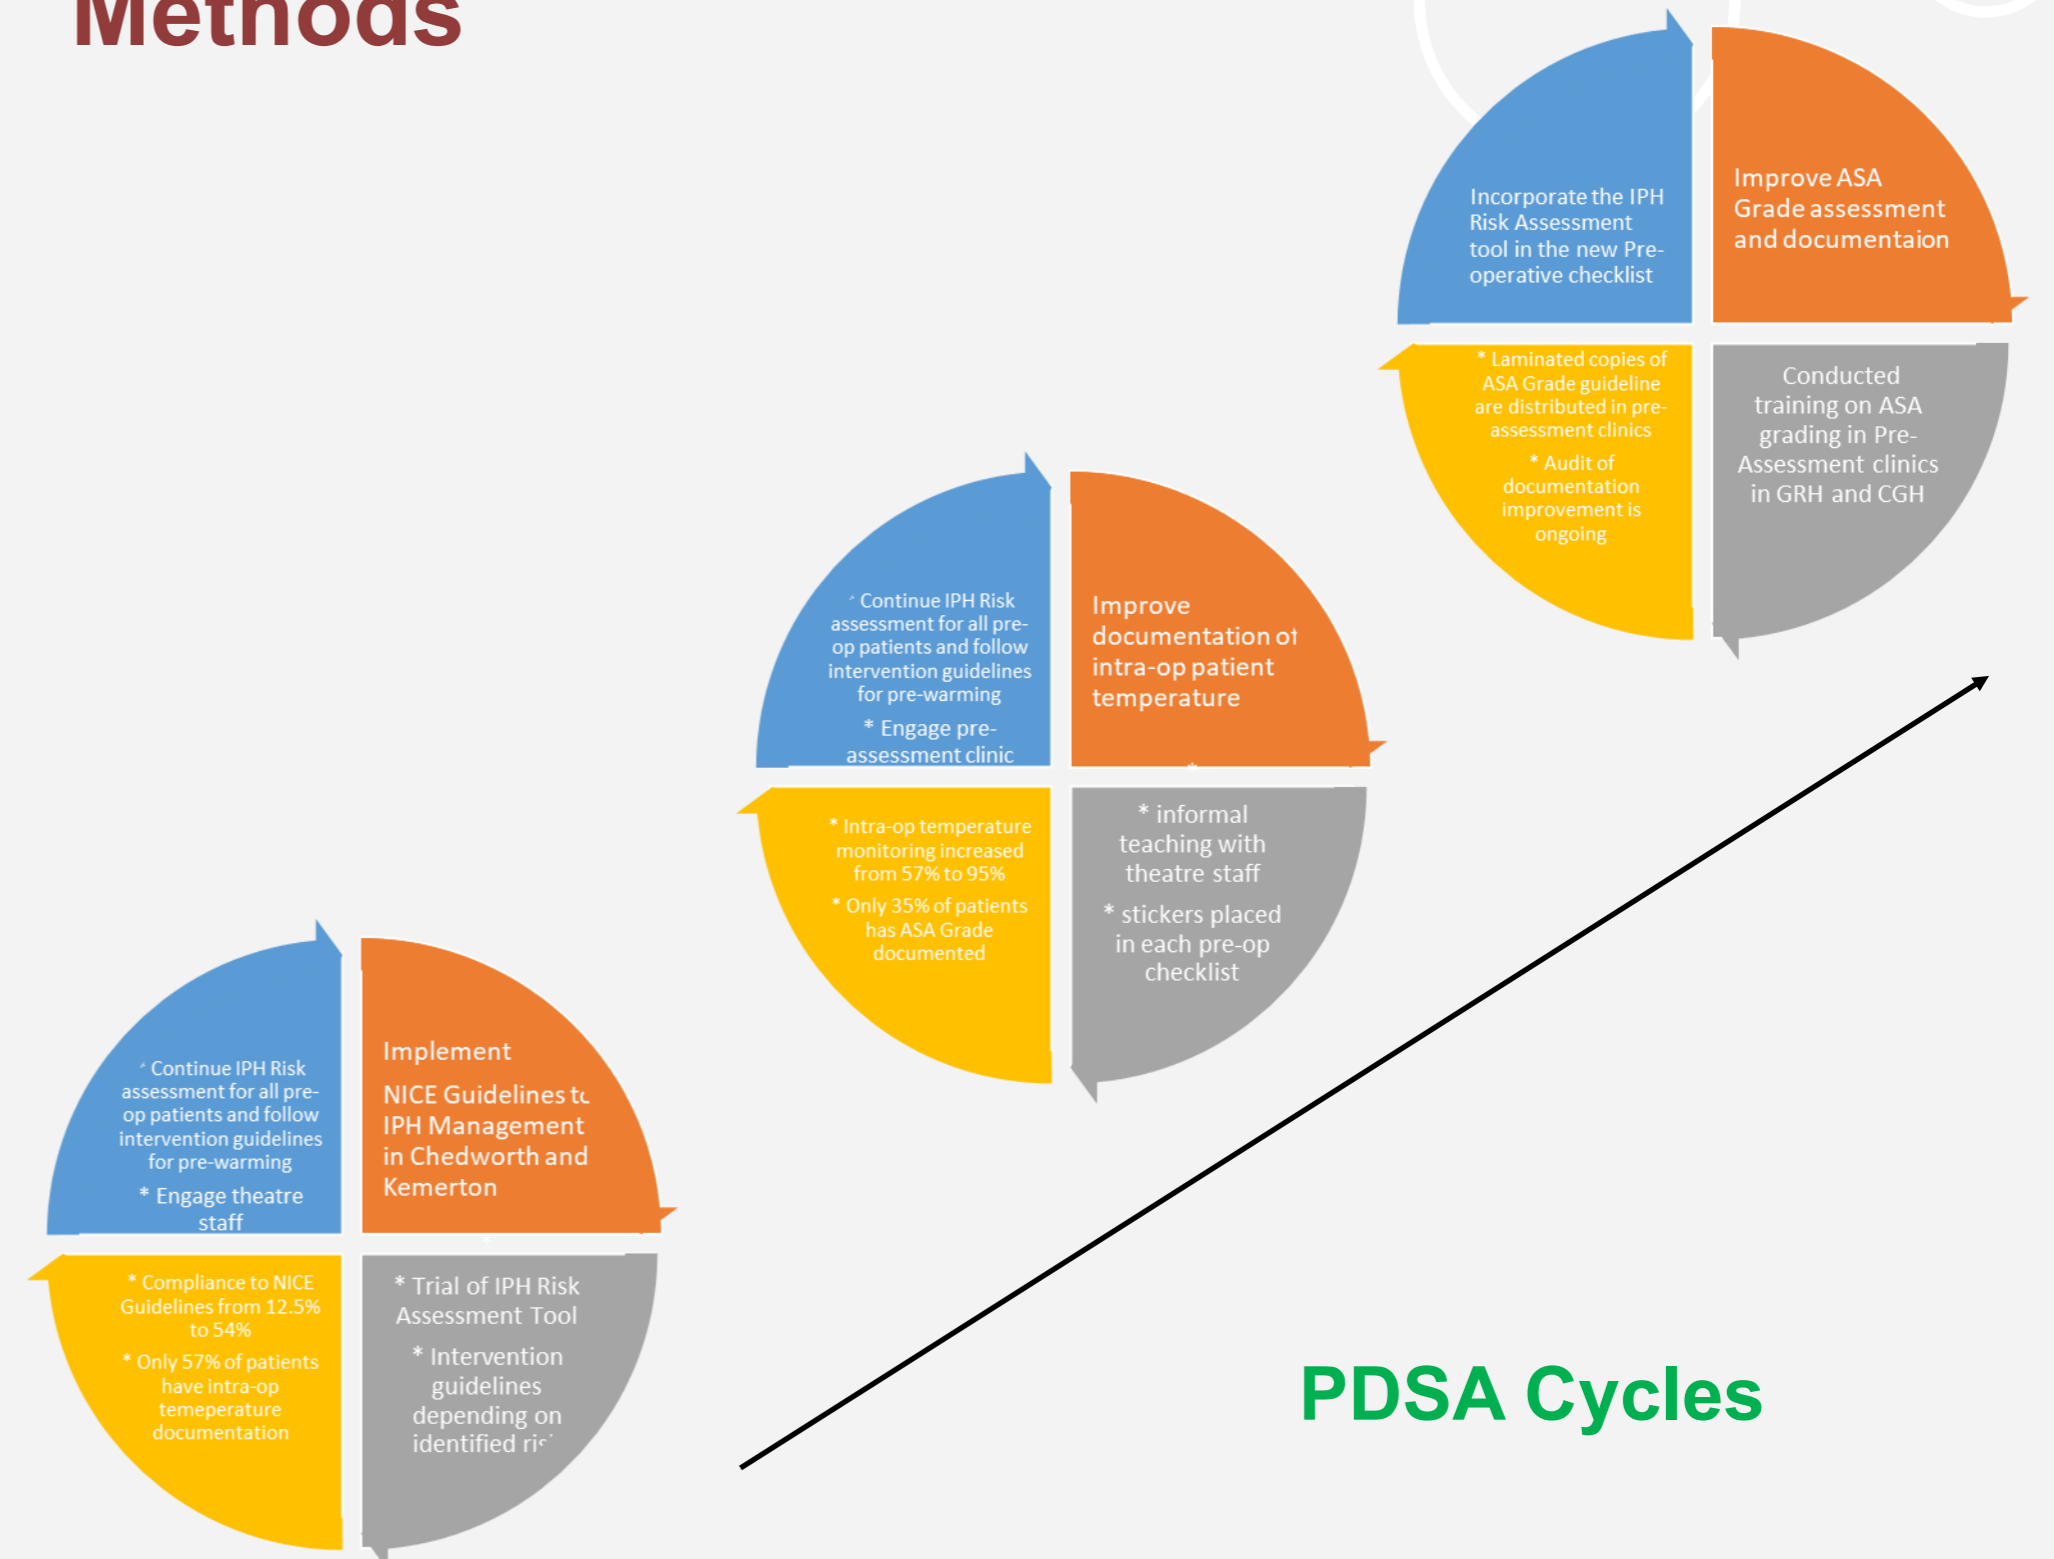 Methods
Incorporate the IPH
Risk Assessment
tool in the new Pre-
operative checklist
Improve ASA
Grade assessment
and documentaion
* Laminated copies of
ASA Grade guideline
are distributed in pre-
assessment clinics
* Audit of
documentation
improvement is
ongoing
Conducted
training on ASA
grading in Pre-
Assessment clinics
in GRH and CGH
* Continue IPH Risk
assessment for all pre-
op patients and follow
intervention guidelines
for pre-warming
* Engage pre-
assessment clinic
Improve
documentation of
intra-op patient
temperature
* Intra-op temperature
monitoring increased
from 57% to 95%
* Only 35% of patients
has ASA Grade
documented
*
* informal
teaching with
theatre staff
* stickers placed
in each pre-op
checklist
* Continue IPH Risk
assessment for all pre-
op patients and follow
intervention guidelines
for pre-warming
* Engage theatre
staff
Implement
NICE Guidelines to
IPH Management
in Chedworth and
Kemerton
* Compliance to NICE
Guidelines from 12.5%
to 54%
* Only 57% of patients
have intra-op
temeperature
documentation
*
* Trial of IPH Risk
Assessment Tool
* Intervention
guidelines
depending on
identified
PDSA Cycles